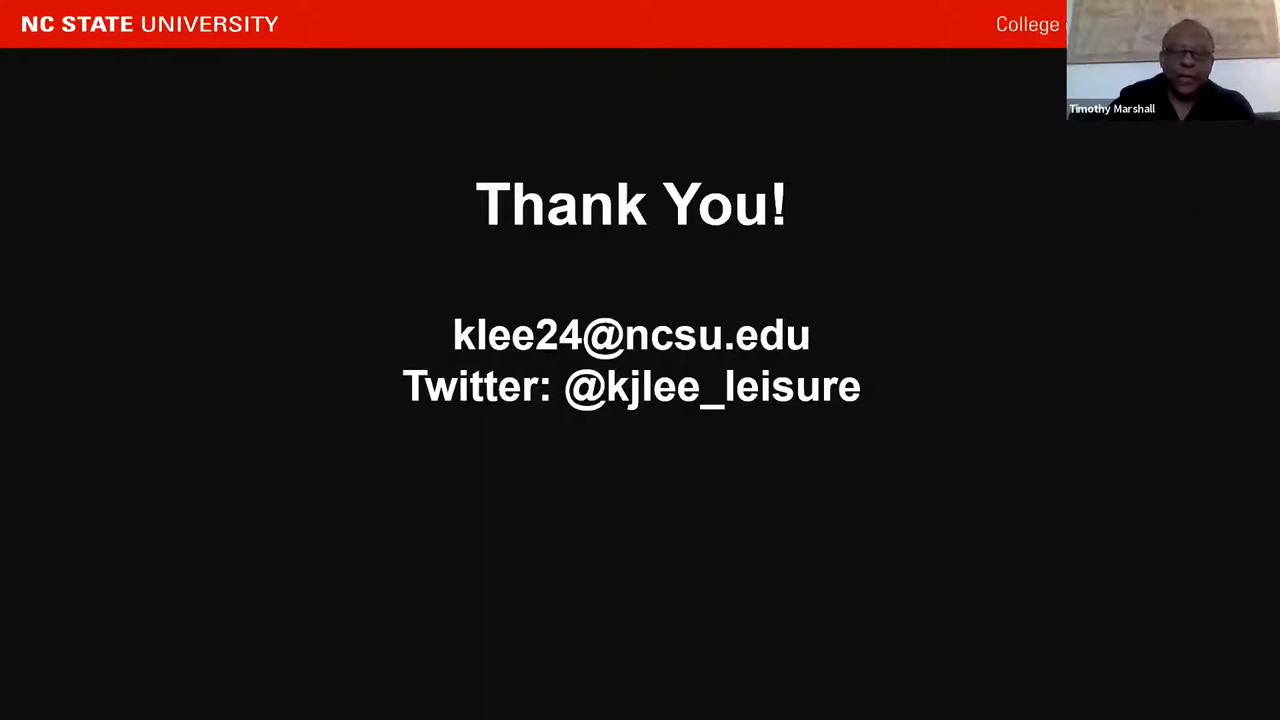 NC STATE UNIVERSITY
College
Timothy Marshall
Thank You!
klee24@ncsu.edu
Twitter: @kjlee_leisure